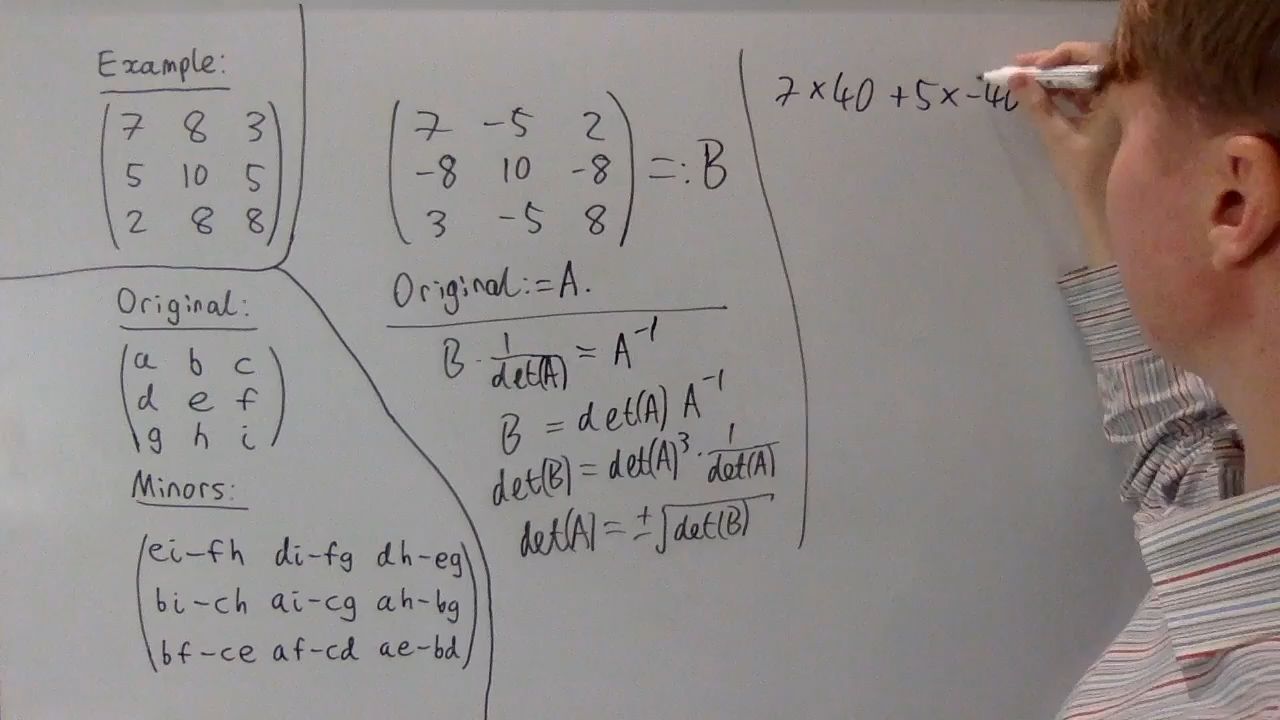 Example:
7 8 3
5 10 5
2 8 8
Original:
a b c
d e f
g h i
Minors:
ei-fh di-fg dh-eg
bi-ch ai-cg ah-bg
bf-ce af-cd ae-bd
7 -5 2
-8 10 -8 =: B
3 -5 8
Original:=A.
B · 1/det(A) = A⁻¹
B = det(A) A⁻¹
det(B) = det(A)³ · 1/det(A)
det(A) = ±√det(B)
7×40 +5×-40